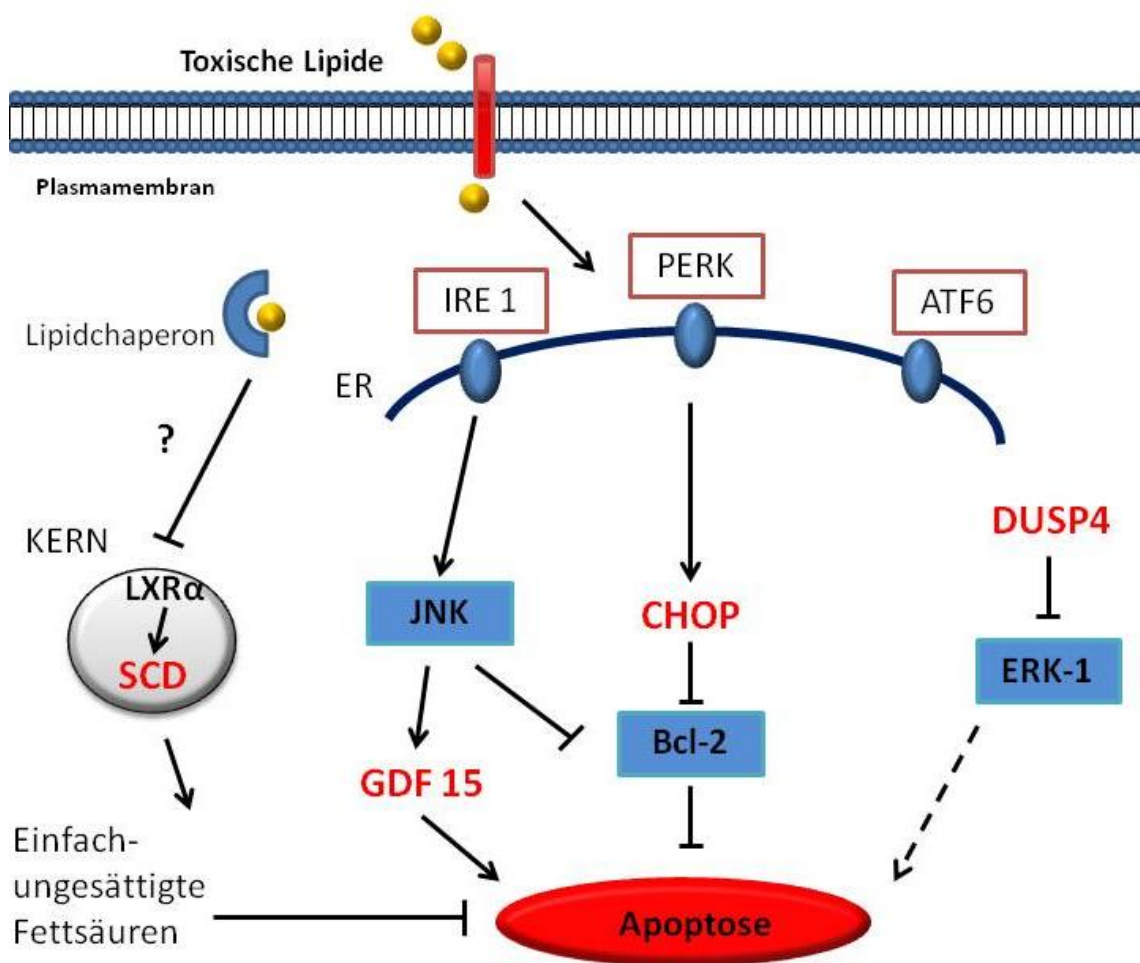 Toxische Lipide
Plasmamembran
PERK
IRE 1
ATF6
Lipidchaperon
ER
?
KERN
DUSP4
LXRα
JNK
CHOP
SCD
ERK-1
Bcl-2
GDF 15
Einfach-
ungesättigte
Fettsäuren
Apoptose